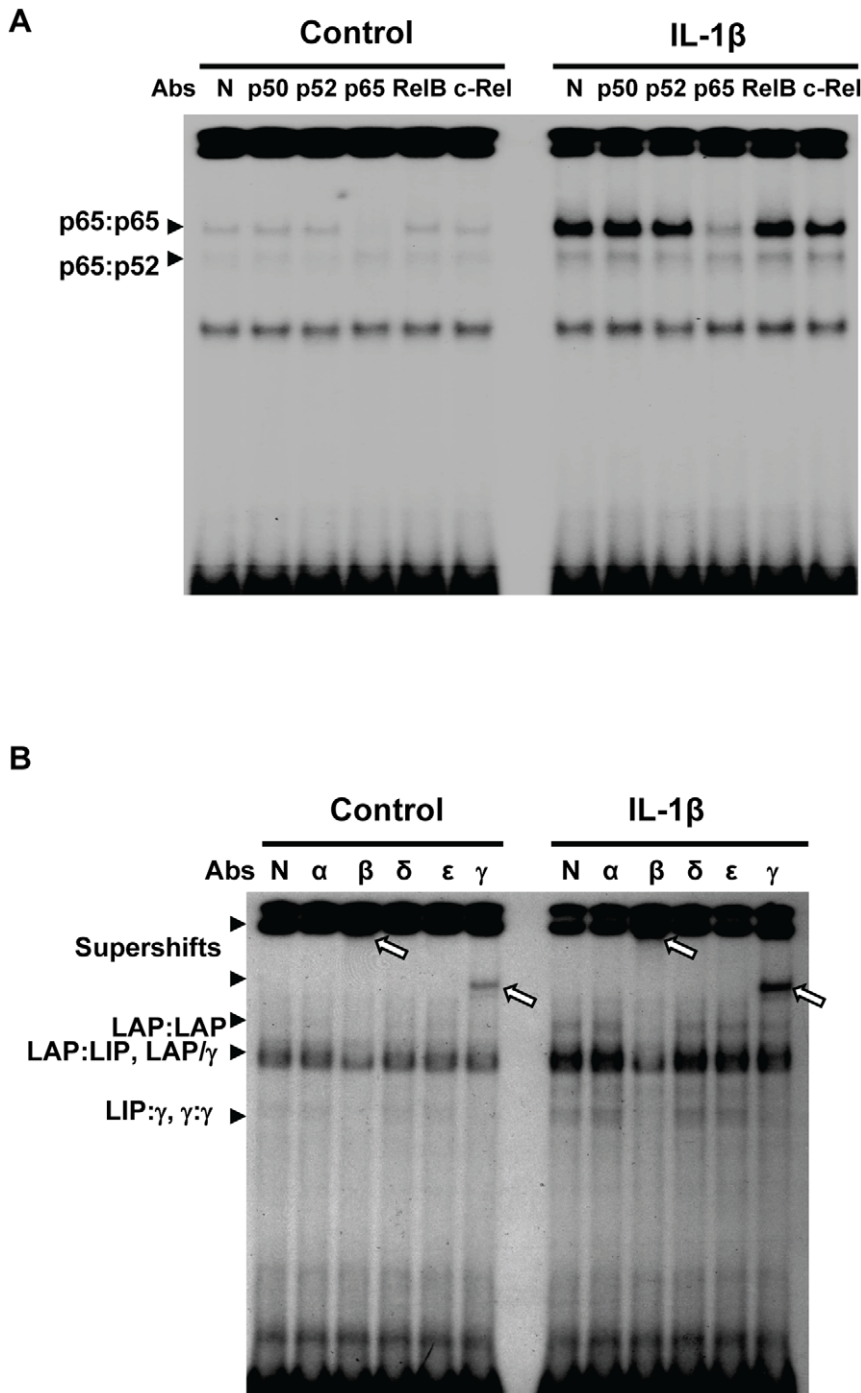 A
Control IL-1β
Abs N p50 p52 p65 RelB c-Rel N p50 p52 p65 RelB c-Rel
p65:p65
p65:p52
B
Control IL-1β
Abs N α β δ ε γ N α β δ ε γ
Supershifts
LAP:LAP
LAP:LIP, LAP/γ
LIP:γ, γ:γ